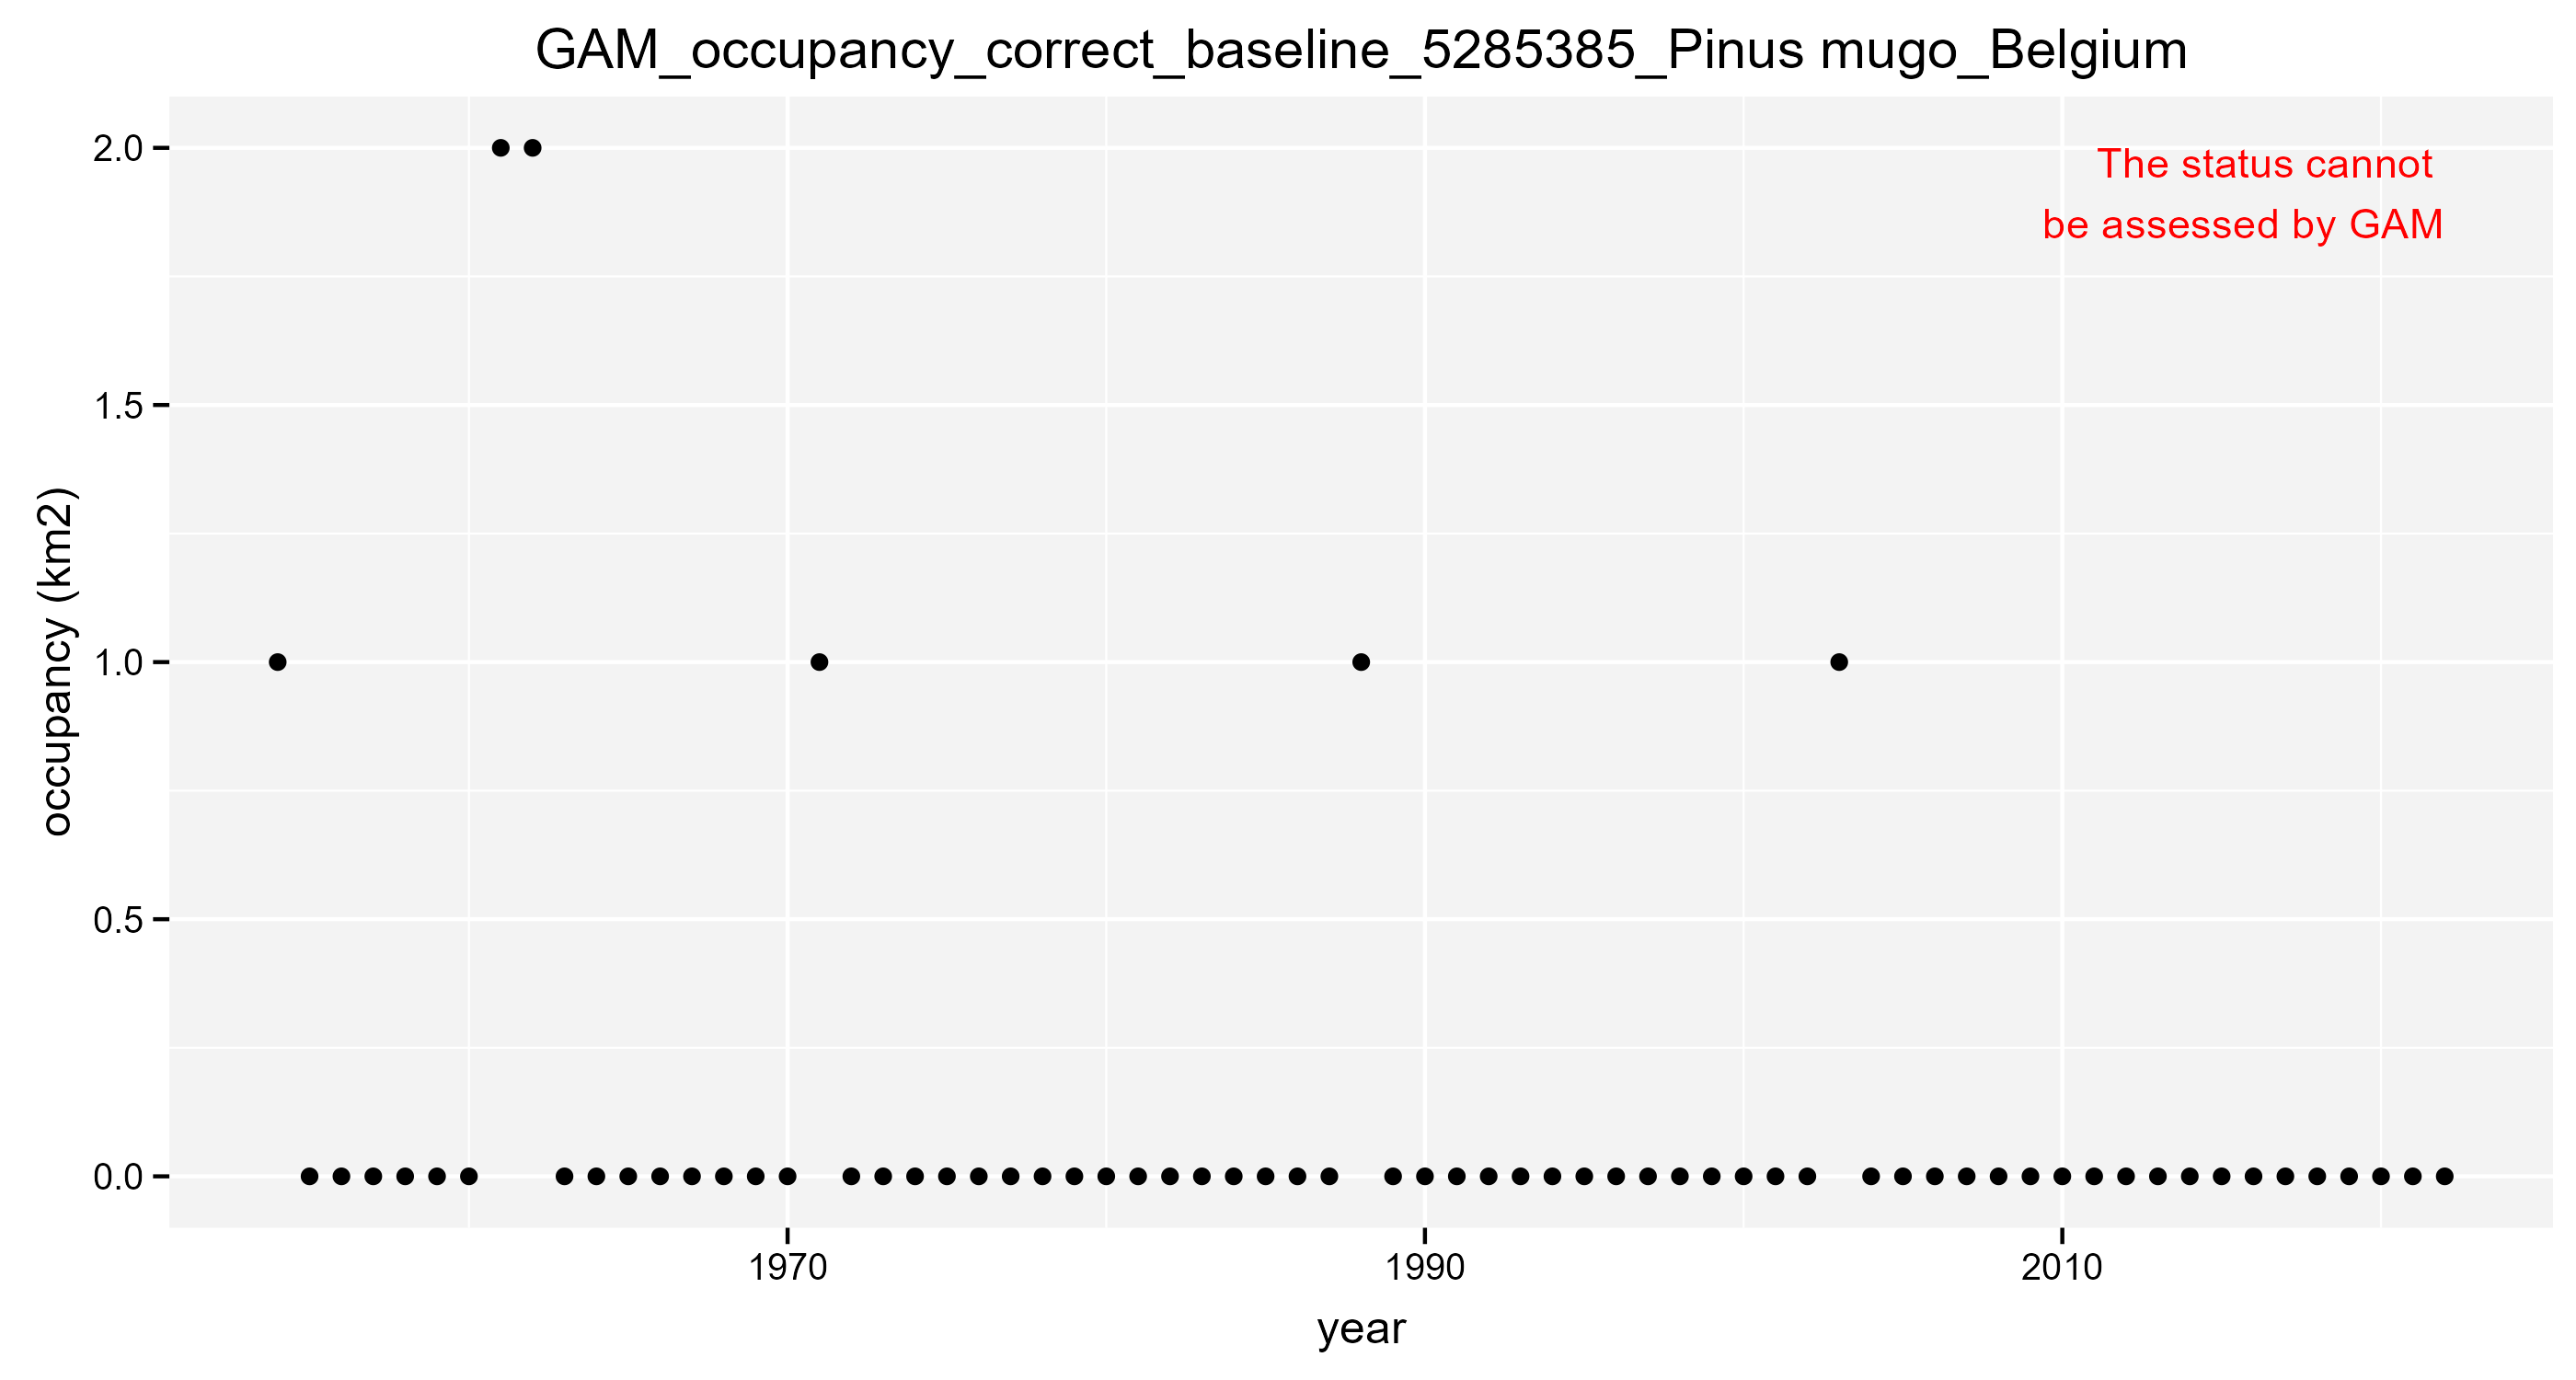 GAM_occupancy_correct_baseline_5285385_Pinus mugo_Belgium
The status cannot
be assessed by GAM
occupancy (km2)
2.0
1.5
1.0
0.5
0.0
1970
1990
2010
year